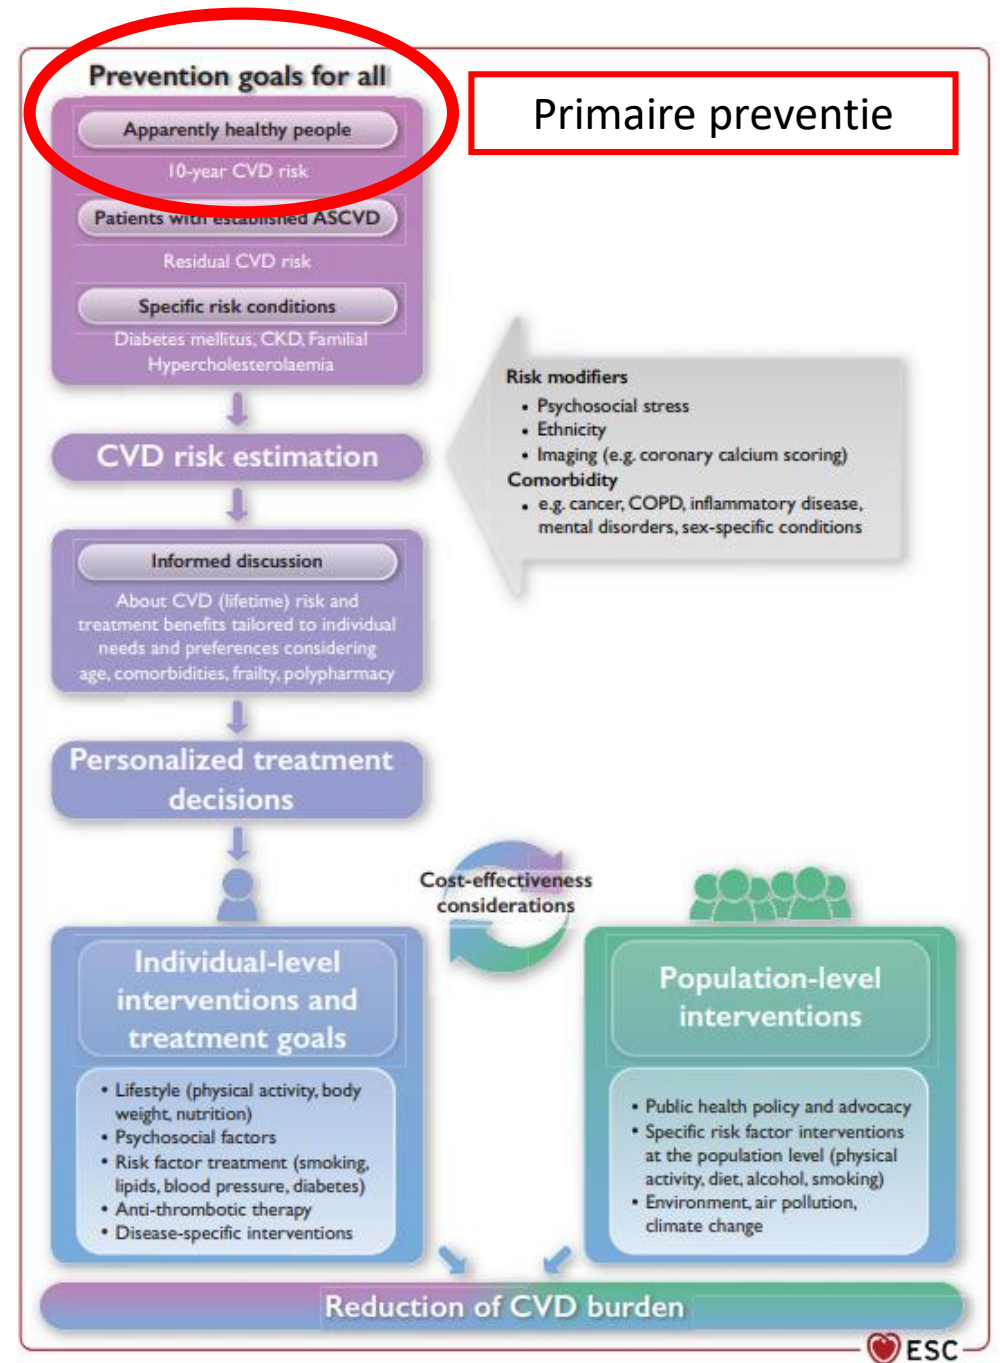 Prevention goals for all
Primaire preventie
Apparently healthy people
10-year CVD risk
Patients with established ASCVD
Residual CVD risk
Specific risk conditions
Diabetes mellitus, CKD, Familial
Hypercholesterolaemia
Risk modifiers
• Psychosocial stress
• Ethnicity
• Imaging (e.g. coronary calcium scoring)
Comorbidity
• e.g. cancer, COPD, inflammatory disease,
mental disorders, sex-specific conditions
CVD risk estimation
Informed discussion
About CVD (lifetime) risk and
treatment benefits tailored to individual
needs and preferences considering
age, comorbidities, frailty, polypharmacy
Personalized treatment
decisions
Cost-effectiveness
considerations
Individual-level
interventions and
treatment goals
• Lifestyle (physical activity, body
weight, nutrition)
• Psychosocial factors
• Risk factor treatment (smoking,
lipids, blood pressure, diabetes)
• Anti-thrombotic therapy
• Disease-specific interventions
Population-level
interventions
• Public health policy and advocacy
• Specific risk factor interventions
at the population level (physical
activity, diet, alcohol, smoking)
• Environment, air pollution,
climate change
Reduction of CVD burden
ESC